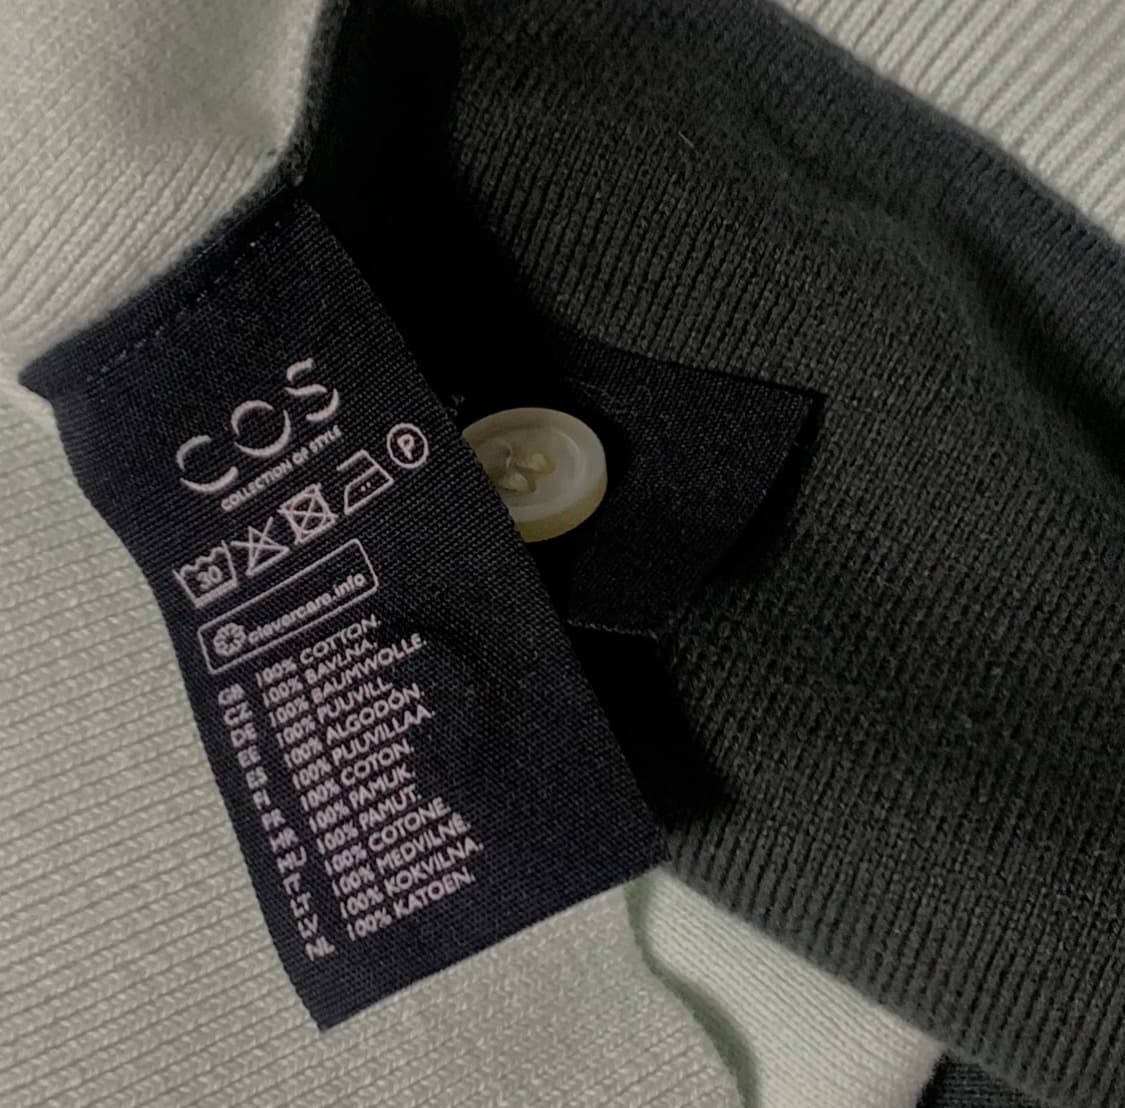 COS
COLLECTION OF STYLE
30 P
clevercare.info
GB 100% COTTON.
CZ 100% BAVLNA.
DE 100% BAUMWOLLE.
EE 100% PUUVILL.
ES 100% ALGODÓN.
FI 100% PUUVILLAA.
FR 100% COTON.
HR 100% PAMUK.
HU 100% PAMUT.
IT 100% COTONE.
LT 100% MEDVILNĖ.
LV 100% KOKVILNA.
NL 100% KATOEN.